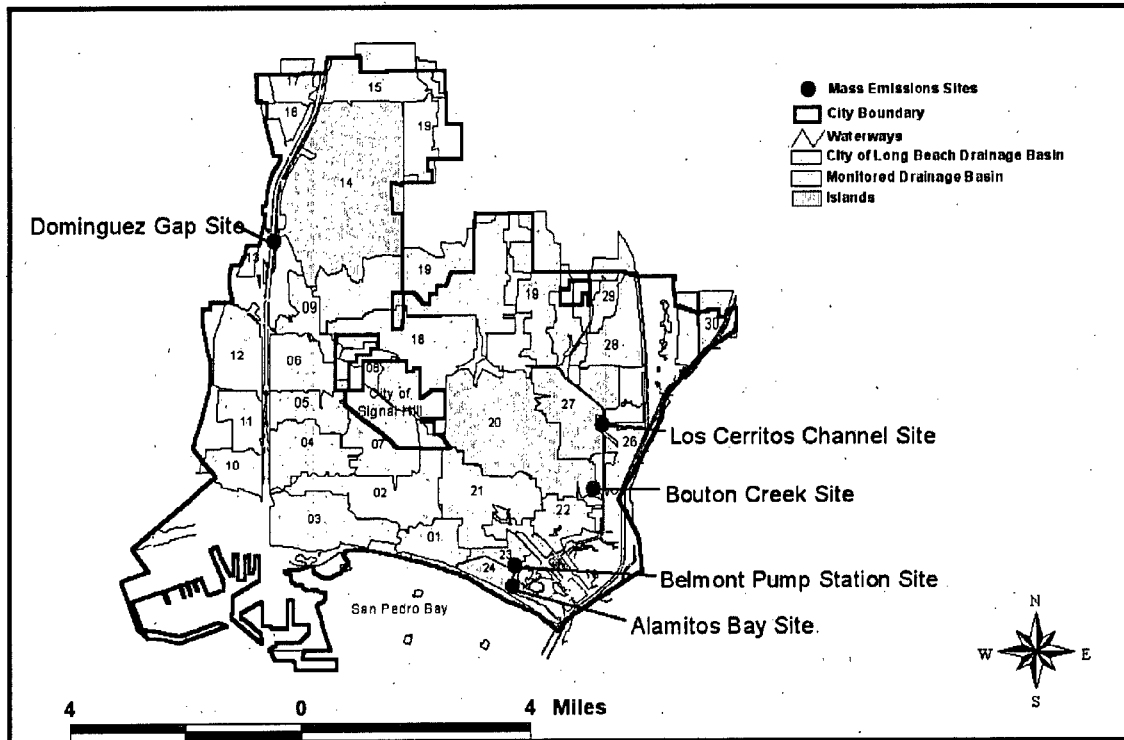 17
15
16
19
14
Mass Emissions Sites
City Boundary
Waterways
City of Long Beach Drainage Basin
Monitored Drainage Basin
Islands
Dominguez Gap Site
13
19
19
09
29
30
12
06
18
28
08
City of
Signal Hill
05
11
20
27
04
07
26
Los Cerritos Channel Site
10
02
21
Bouton Creek Site
03
22
01
23
24
Belmont Pump Station Site
San Pedro Bay
Alamitos Bay Site
N
W E
S
4 0 4 Miles